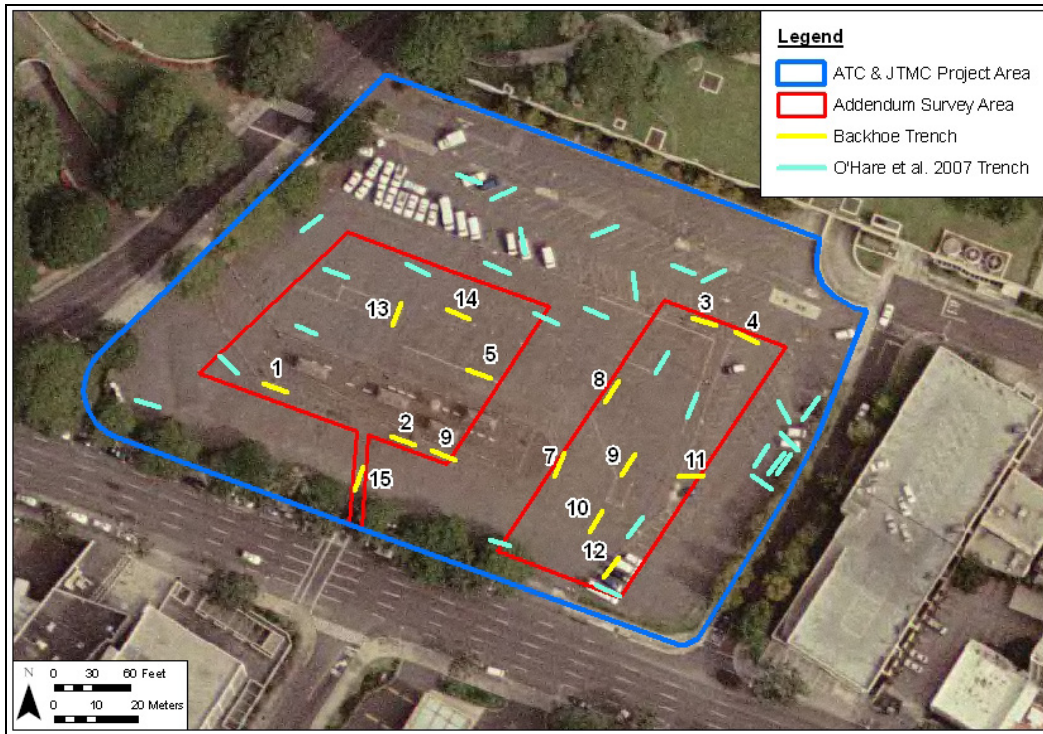 Legend
ATC & JTMC Project Area
Addendum Survey Area
Backhoe Trench
O'Hare et al. 2007 Trench
3
4
13
14
5
1
8
2
9
7
9
11
15
10
12
N
0 30 60 Feet
0 10 20 Meters